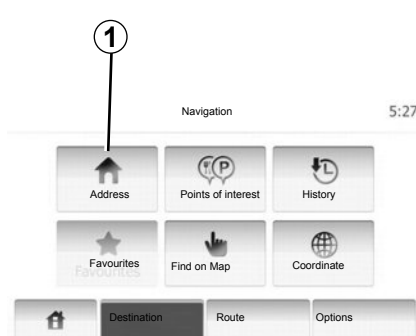 1
Navigation
5:27
Address
Points of interest
History
Favourites
Find on Map
Coordinate
Destination
Route
Options